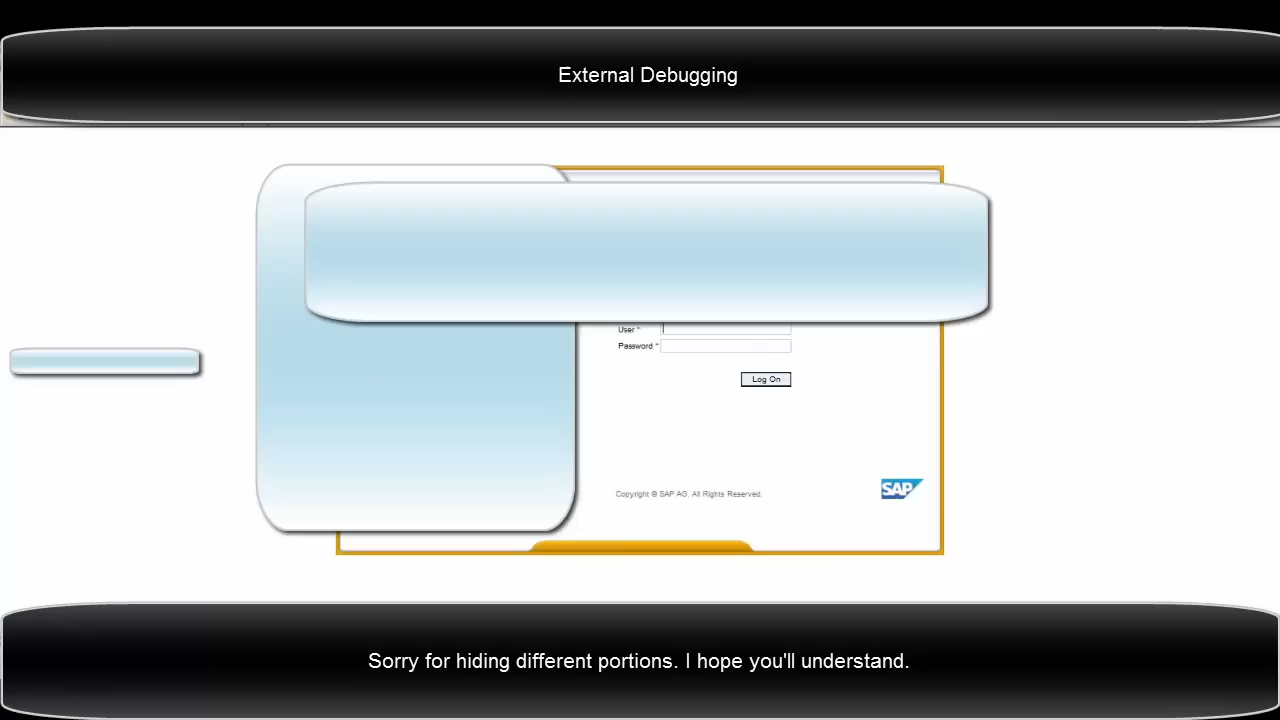 External Debugging
User *
Password *
Log On
Copyright © SAP AG. All Rights Reserved.
SAP
Sorry for hiding different portions. I hope you'll understand.